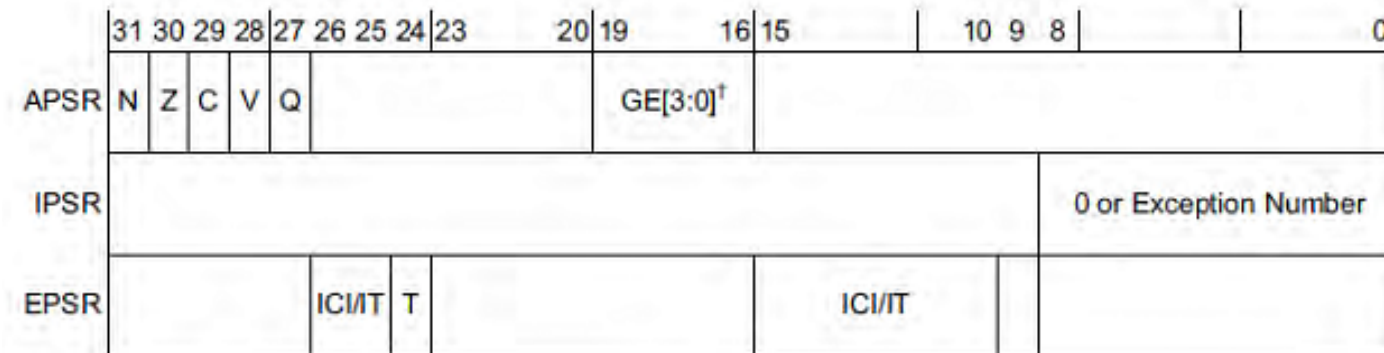 31 30 29 28 27 26 25 24 23 20 19 16 15 10 9 8 0
APSR N Z C V Q GE[3:0]†
IPSR 0 or Exception Number
EPSR ICI/IT T ICI/IT